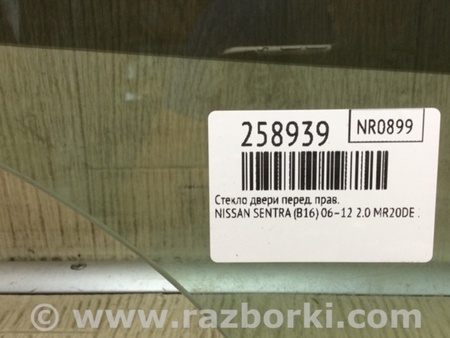 258939
NR0899
Стекло двери перед. прав.
NISSAN SENTRA (B16) 06-12 2.0 MR20DE .
© www.razborki.com